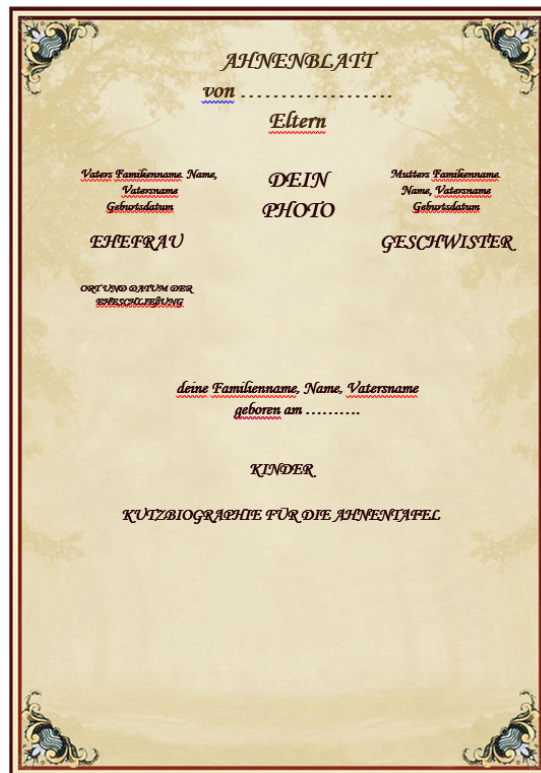 AHNENBLATT
von ……………….
Eltern
Vaters Familienname. Name,
Vatersname
Geburtsdatum
DEIN
PHOTO
Mutters Familienname.
Name, Vatersname
Geburtsdatum
EHEFRAU
GESCHWISTER
ORT UND DATUM DER
EHESCHLIEßUNG
deine Familienname, Name, Vatersname
geboren am ……….
KINDER
KUTZBIOGRAPHIE FÜR DIE AHNENTAFEL